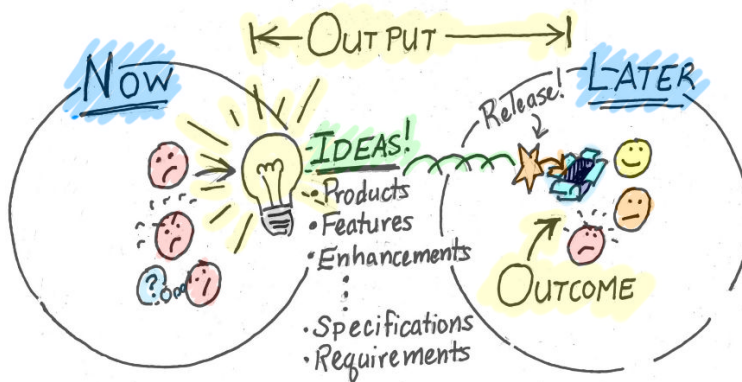 OUTPUT
NOW
LATER
Release!
IDEAS!
• Products
• Features
• Enhancements
• Specifications
• Requirements
?
OUTCOME